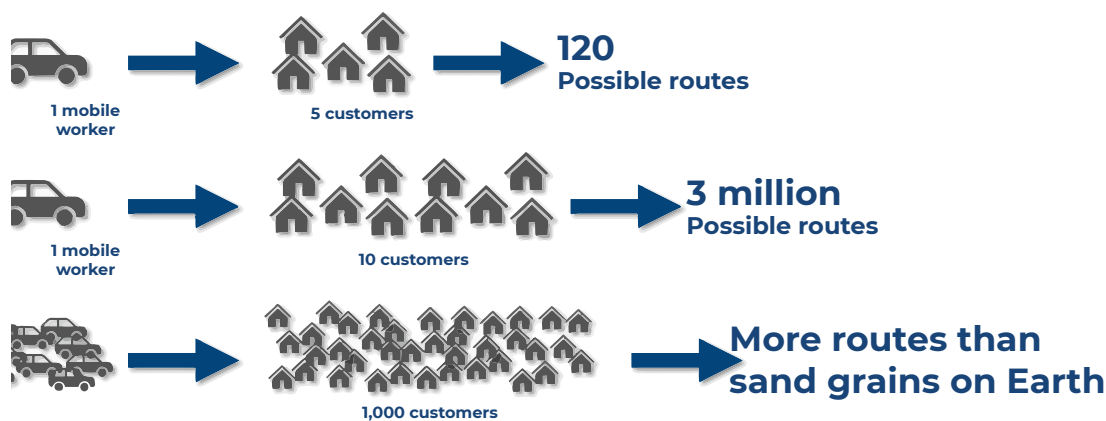 120
Possible routes
1 mobile
worker
5 customers
3 million
Possible routes
1 mobile
worker
10 customers
More routes than
sand grains on Earth
1,000 customers